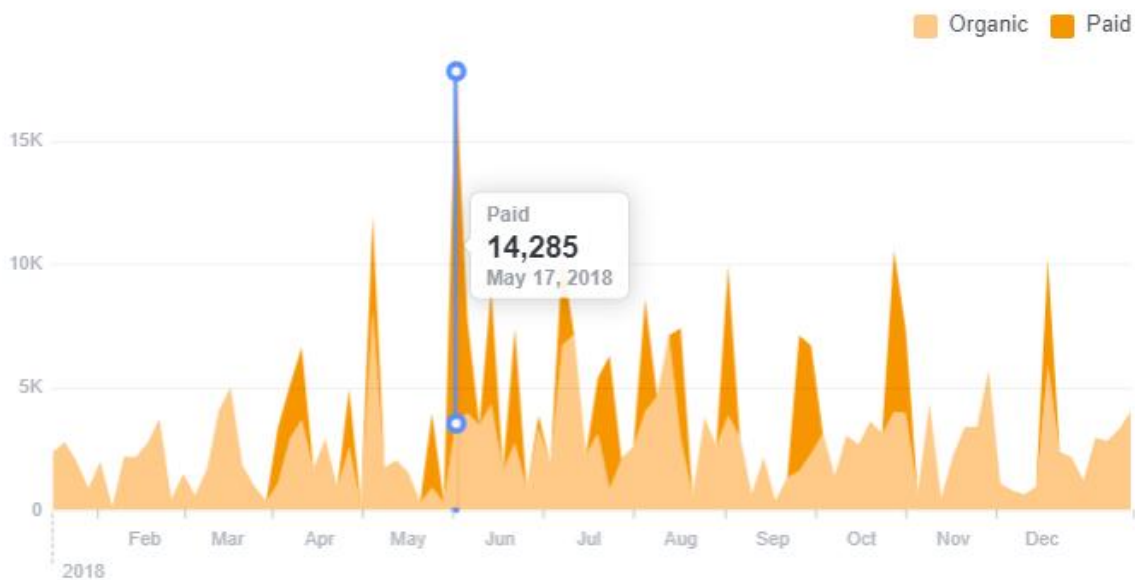 Organic Paid
15K
Paid
14,285
May 17, 2018
10K
5K
0
Feb Mar Apr May Jun Jul Aug Sep Oct Nov Dec
2018